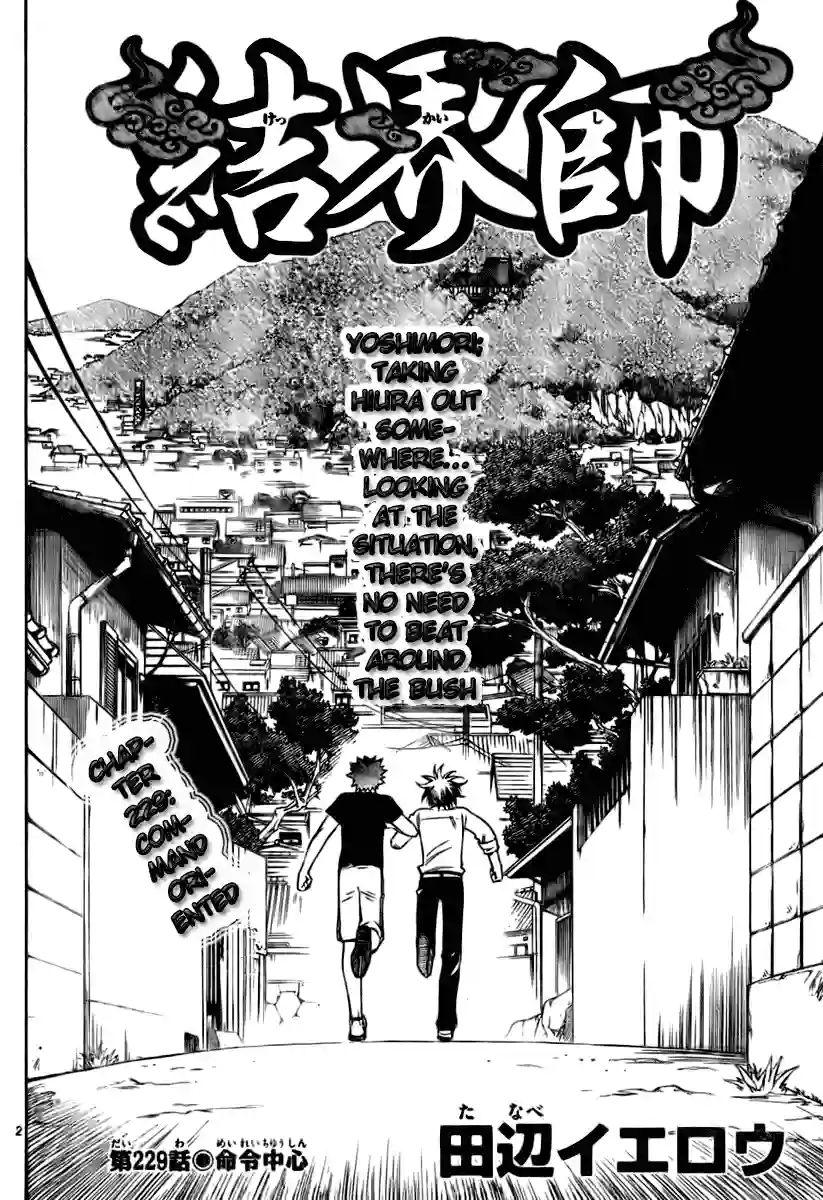 結界師
けっ かい し
YOSHIMORI;
TAKING
HIURA OUT
SOME-
WHERE...
LOOKING
AT THE
SITUATION,
THERE'S
NO NEED
TO BEAT
AROUND
THE BUSH
CHAP-
TER
229:
COM-
MAND
ORI-
ENTED
2
だい わ めいれいちゅうしん
第229話◉命令中心
た なべ
田辺イエロウ